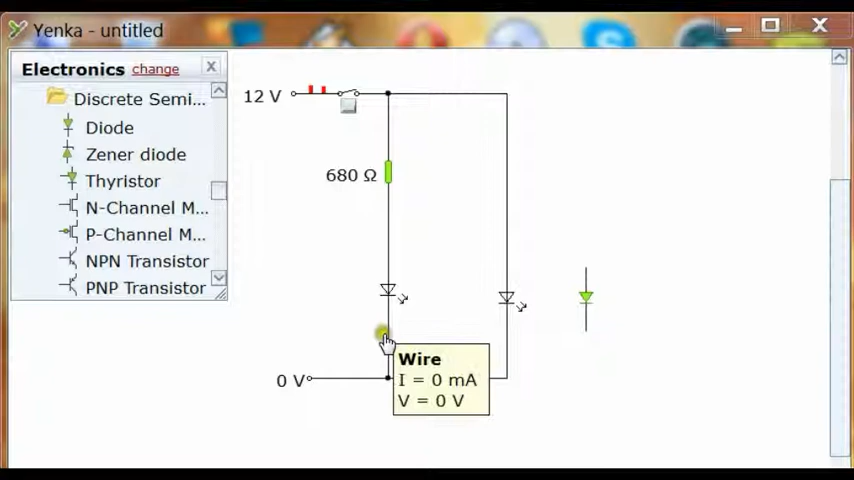 Yenka - untitled
Electronics change x
Discrete Semi...
Diode
Zener diode
Thyristor
N-Channel M...
P-Channel M...
NPN Transistor
PNP Transistor
12 V
680 Ω
0 V
Wire
I = 0 mA
V = 0 V